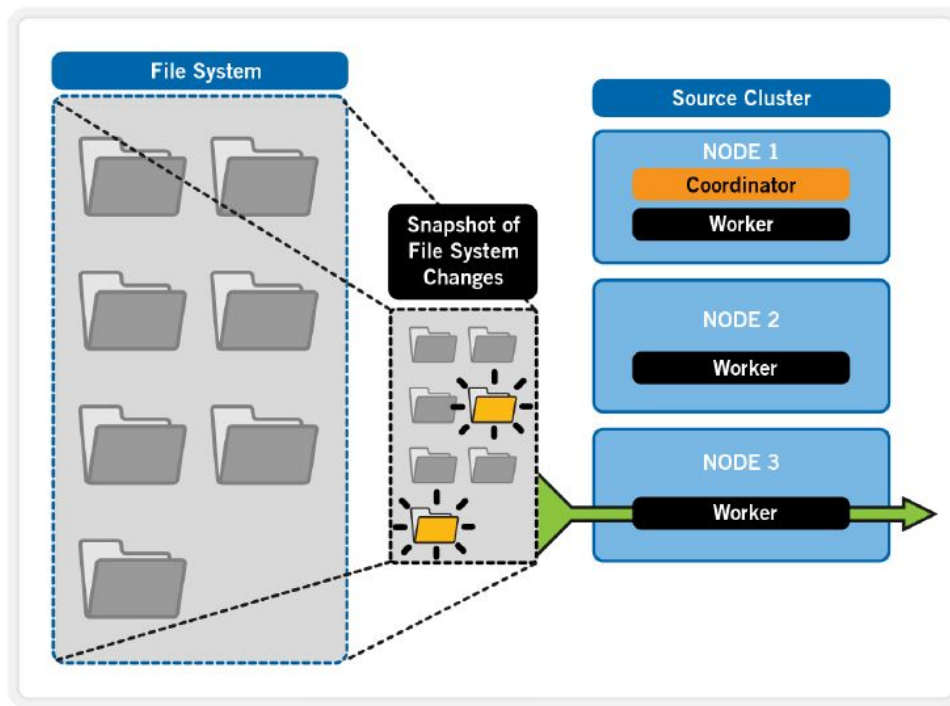 File System
Snapshot of
File System
Changes
Source Cluster
NODE 1
Coordinator
Worker
NODE 2
Worker
NODE 3
Worker